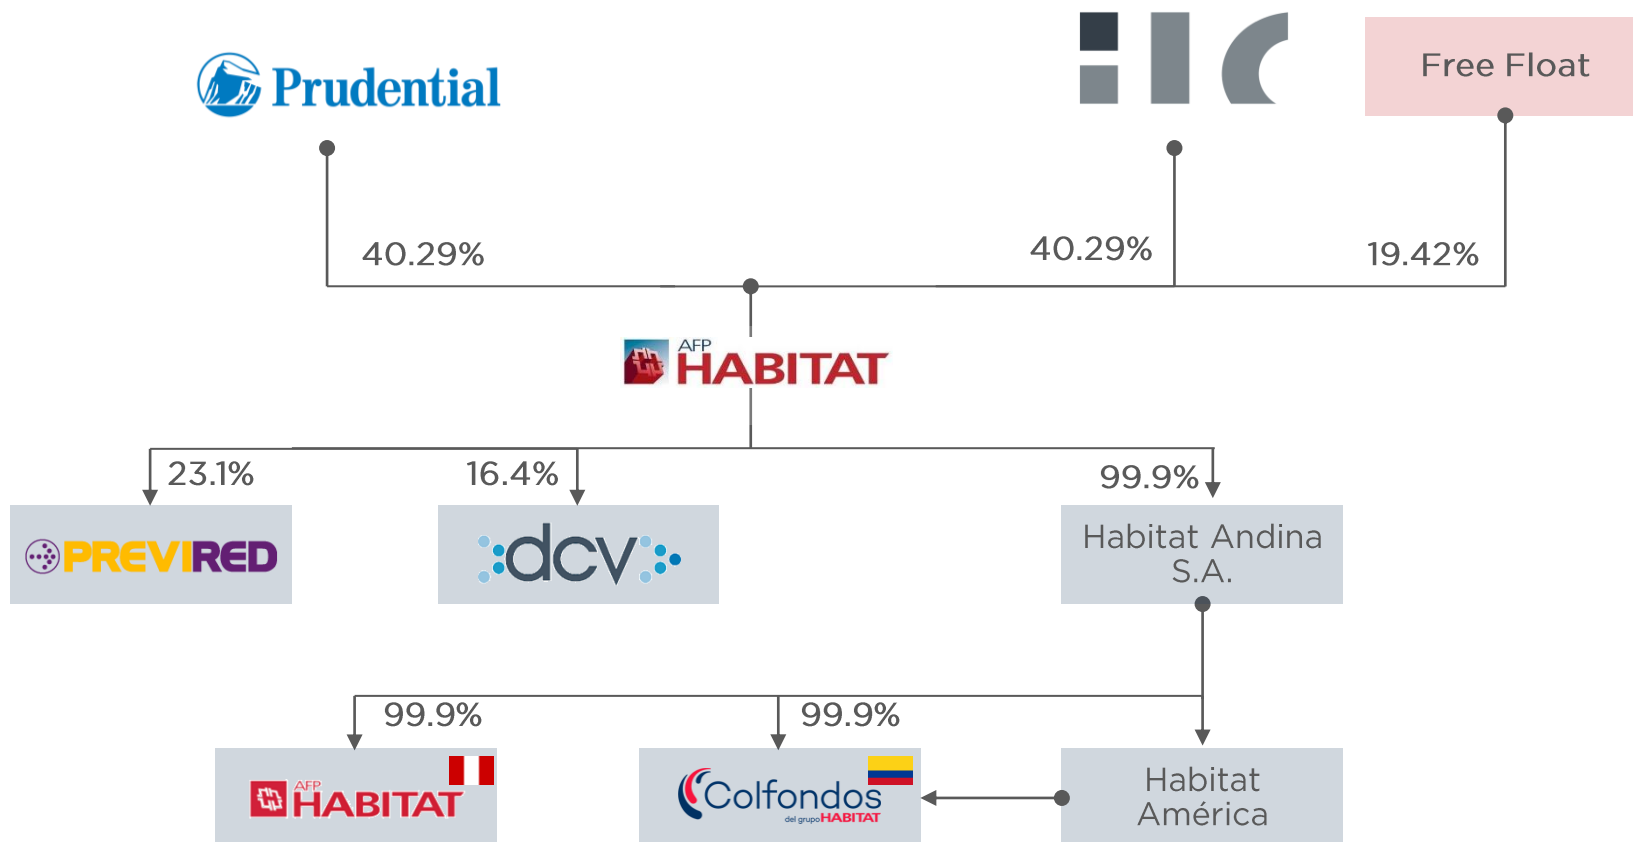 Prudential
Free Float
40.29%
40.29%
19.42%
AFP
HABITAT
23.1%
16.4%
99.9%
PREVIRED
dcv
Habitat Andina
S.A.
99.9%
99.9%
AFP
HABITAT
Colfondos
del grupo HABITAT
Habitat
América